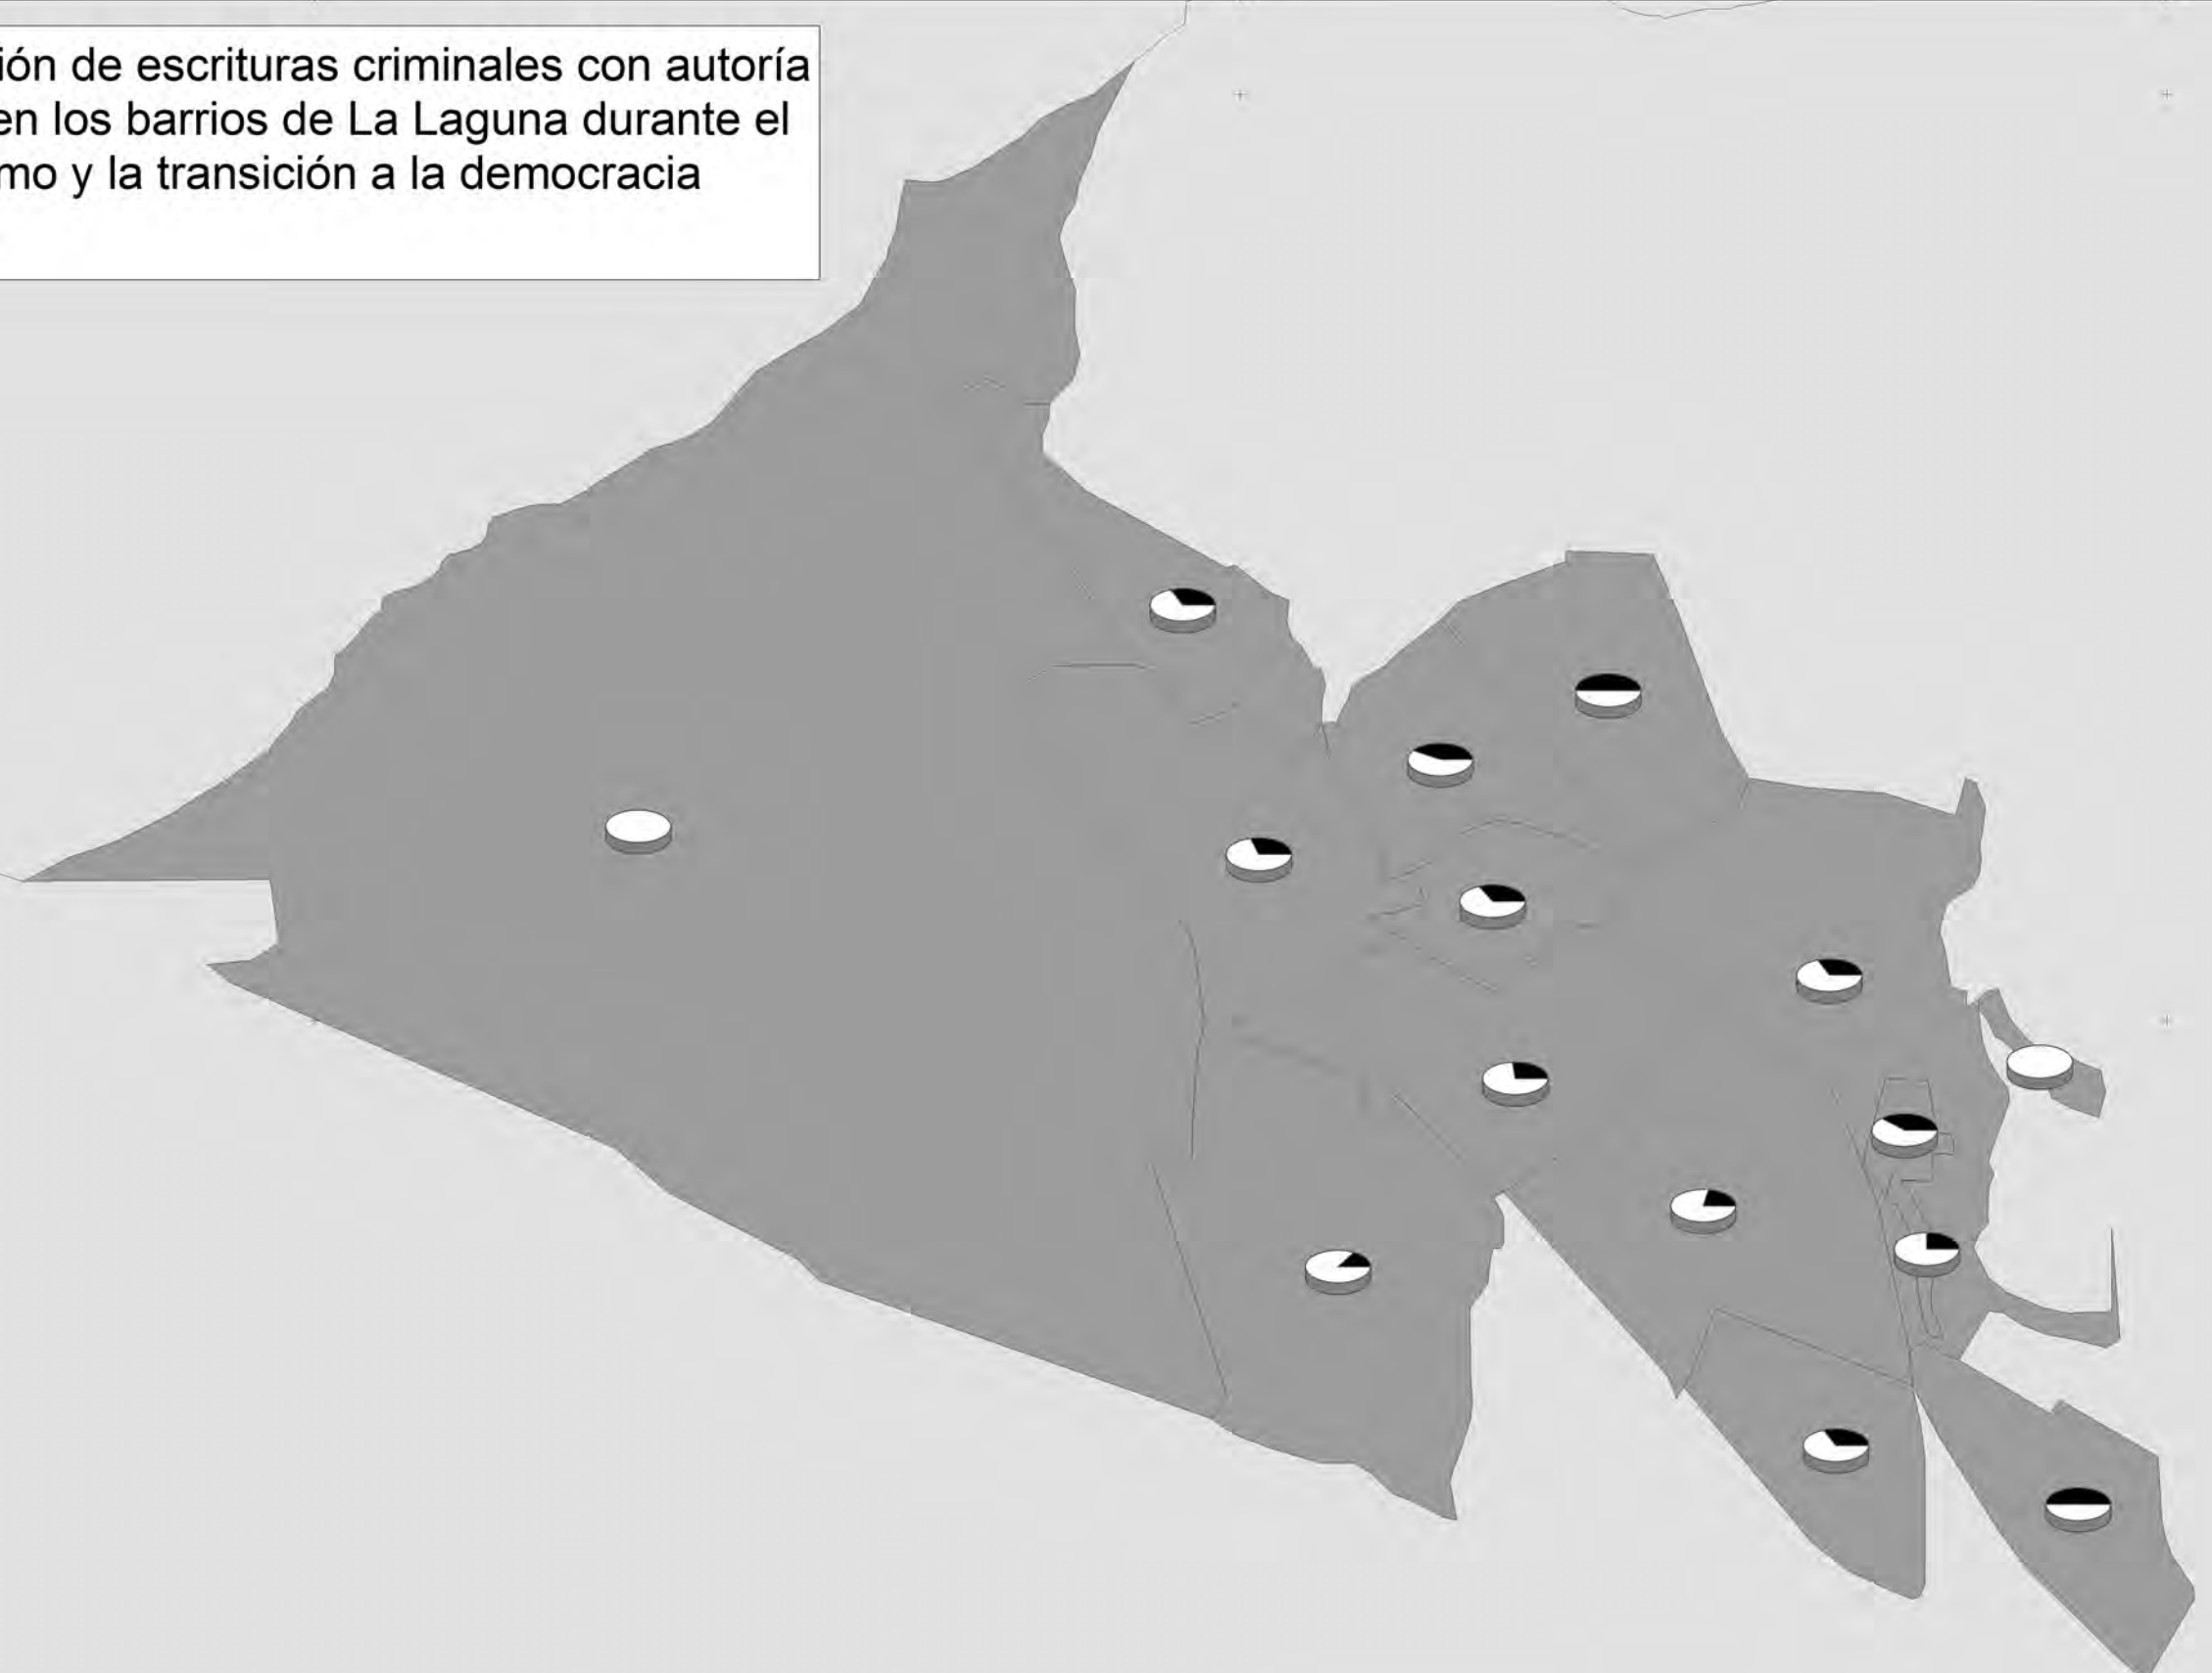 ión de escrituras criminales con autoría
en los barrios de La Laguna durante el
mo y la transición a la democracia